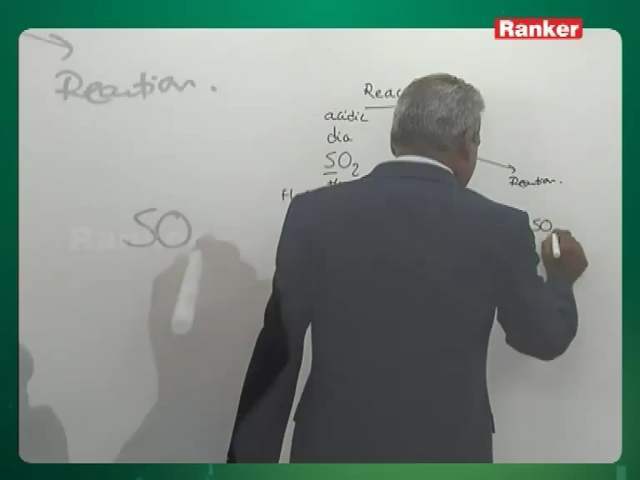 Ranker
Reaction.
Reac
acidic
dia
SO2
Reaction.
SO
SO